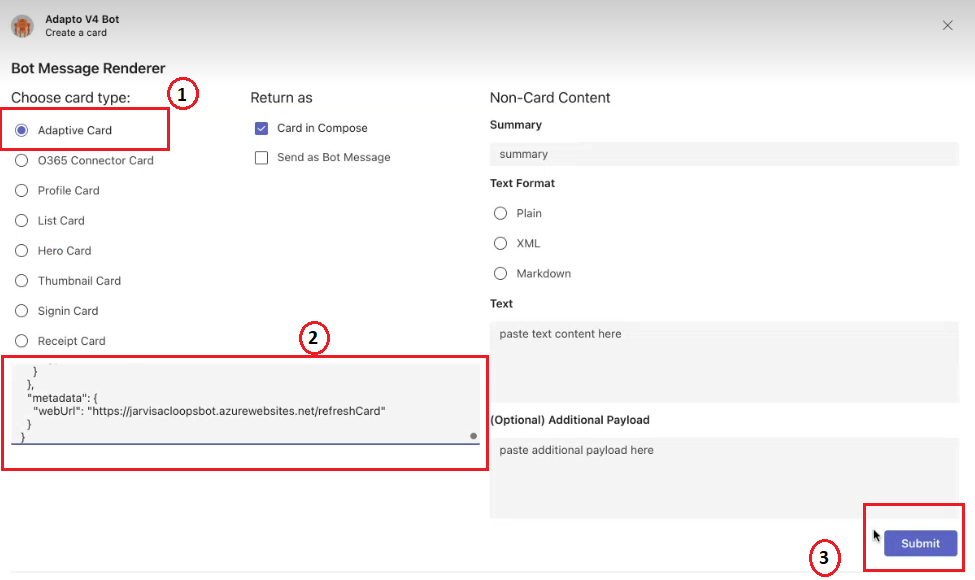 Adapto V4 Bot
Create a card
Bot Message Renderer
Choose card type:
1
Adaptive Card
O365 Connector Card
Profile Card
List Card
Hero Card
Thumbnail Card
Signin Card
Receipt Card
2
}
},
"metadata": {
"webUrl": "https://jarvisacloopsbot.azurewebsites.net/refreshCard"
}
}
Return as
Card in Compose
Send as Bot Message
Non-Card Content
Summary
summary
Text Format
Plain
XML
Markdown
Text
paste text content here
(Optional) Additional Payload
paste additional payload here
3
Submit